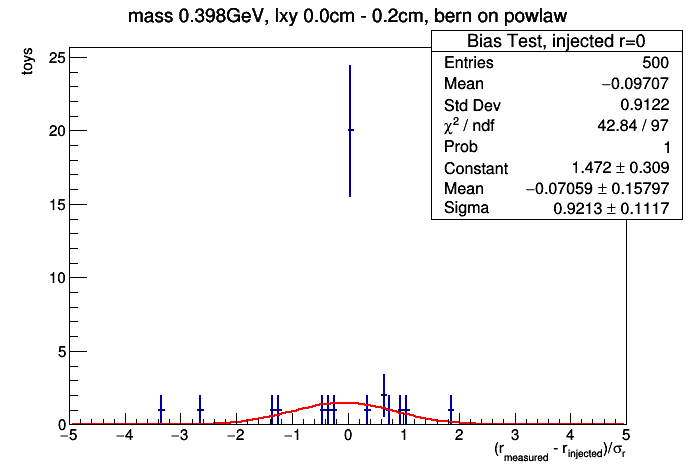 mass 0.398GeV, lxy 0.0cm - 0.2cm, bern on powlaw
Bias Test, injected r=0
Entries 500
Mean −0.09707
Std Dev 0.9122
χ² / ndf 42.84 / 97
Prob 1
Constant 1.472 ± 0.309
Mean −0.07059 ± 0.15797
Sigma 0.9213 ± 0.1117
toys
25
20
15
10
5
0
−5 −4 −3 −2 −1 0 1 2 3 4 5
(r_measured - r_injected)/σ_r